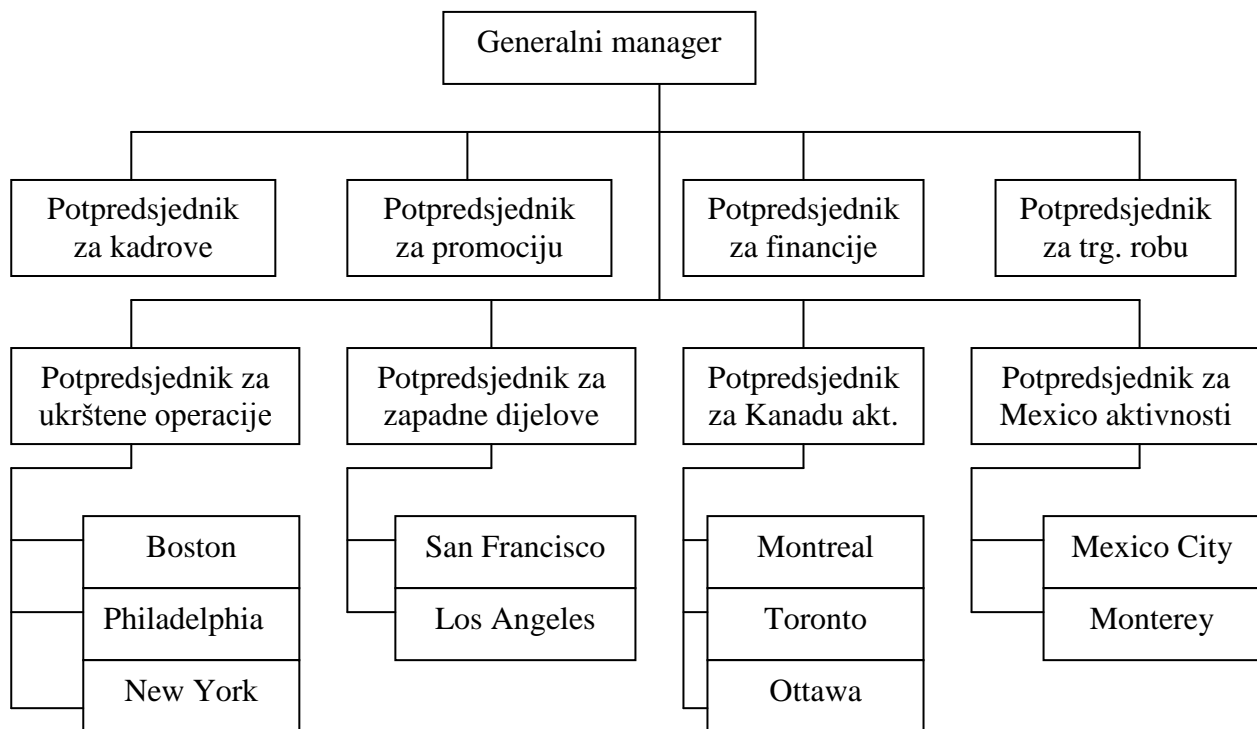 Generalni manager
Potpredsjednik
za kadrove
Potpredsjednik
za promociju
Potpredsjednik
za financije
Potpredsjednik
za trg. robu
Potpredsjednik za
ukrštene operacije
Potpredsjednik za
zapadne dijelove
Potpredsjednik
za Kanadu akt.
Potpredsjednik za
Mexico aktivnosti
Boston
Philadelphia
New York
San Francisco
Los Angeles
Montreal
Toronto
Ottawa
Mexico City
Monterey